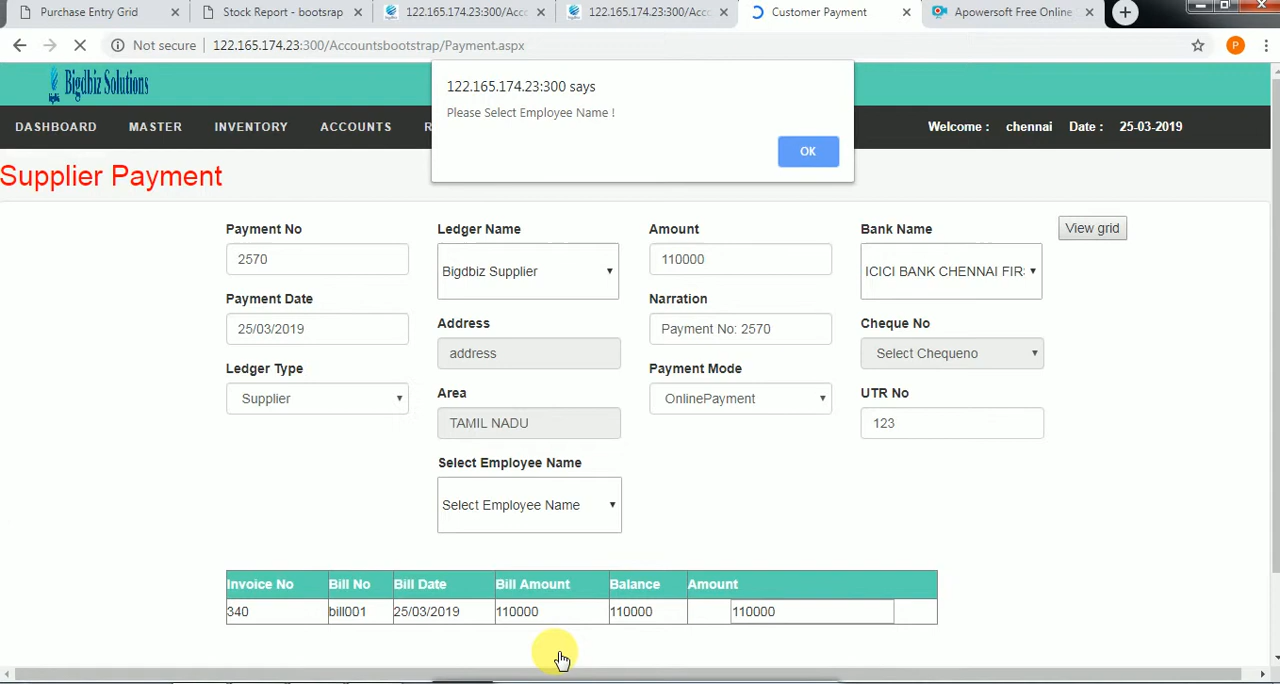 Purchase Entry Grid
Stock Report - bootsrap
122.165.174.23:300/Acco
122.165.174.23:300/Acco
Customer Payment
Apowersoft Free Online
Not secure
122.165.174.23:300/Accountsbootstrap/Payment.aspx
P
Bigdbiz Solutions
122.165.174.23:300 says
Please Select Employee Name !
OK
DASHBOARD MASTER INVENTORY ACCOUNTS R
Welcome : chennai Date : 25-03-2019
Supplier Payment
Payment No
2570
Payment Date
25/03/2019
Ledger Type
Supplier
Ledger Name
Bigdbiz Supplier
Address
address
Area
TAMIL NADU
Select Employee Name
Select Employee Name
Amount
110000
Narration
Payment No: 2570
Payment Mode
OnlinePayment
Bank Name
ICICI BANK CHENNAI FIR
Cheque No
Select Chequeno
UTR No
123
View grid
Invoice No Bill No Bill Date Bill Amount Balance Amount
340 bill001 25/03/2019 110000 110000 110000